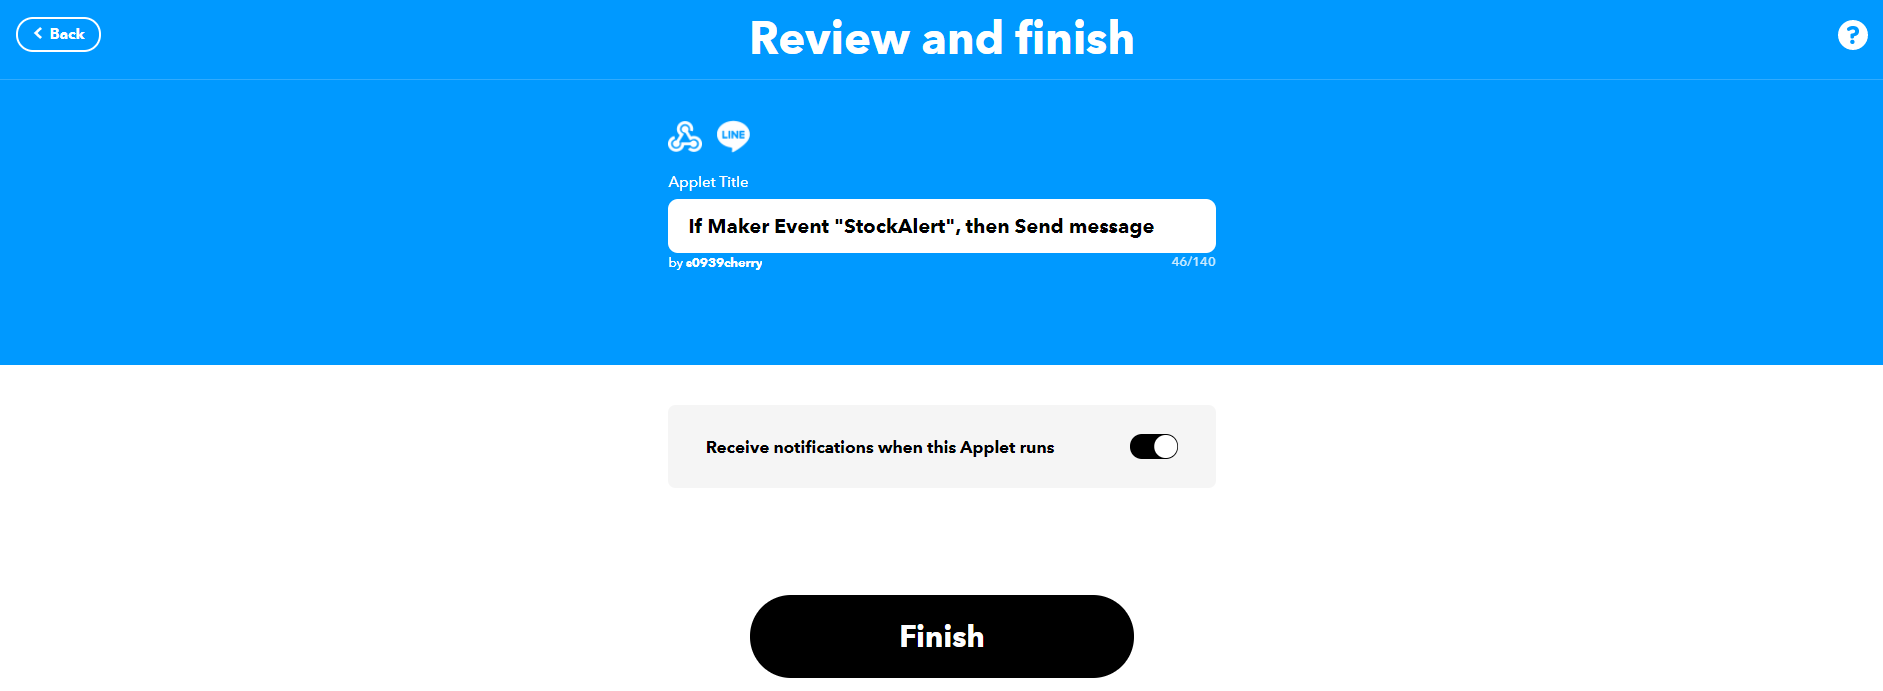 Back
Review and finish
?
LINE
Applet Title
If Maker Event "StockAlert", then Send message
by s0939cherry
46/140
Receive notifications when this Applet runs
Finish